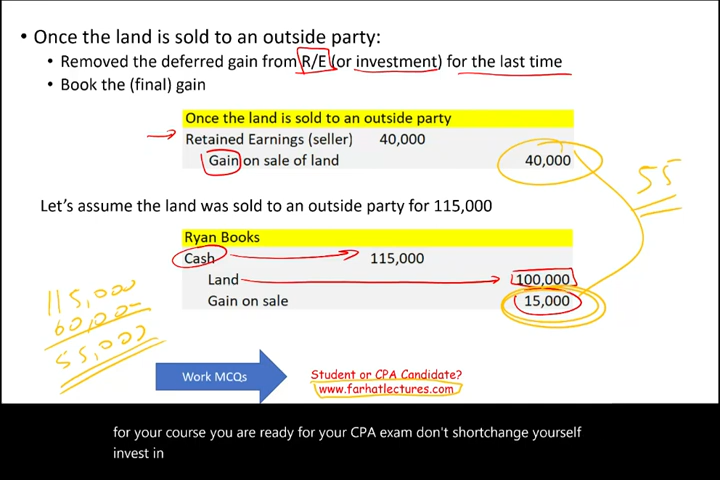 • Once the land is sold to an outside party:
• Removed the deferred gain from R/E (or investment) for the last time
• Book the (final) gain
Once the land is sold to an outside party
Retained Earnings (seller) 40,000
Gain on sale of land 40,000
55
Let's assume the land was sold to an outside party for 115,000
Ryan Books
Cash 115,000
Land 100,000
Gain on sale 15,000
115,000
60,000
55,000
Work MCQs
Student or CPA Candidate?
www.farhatlectures.com
for your course you are ready for your CPA exam don't shortchange yourself
invest in